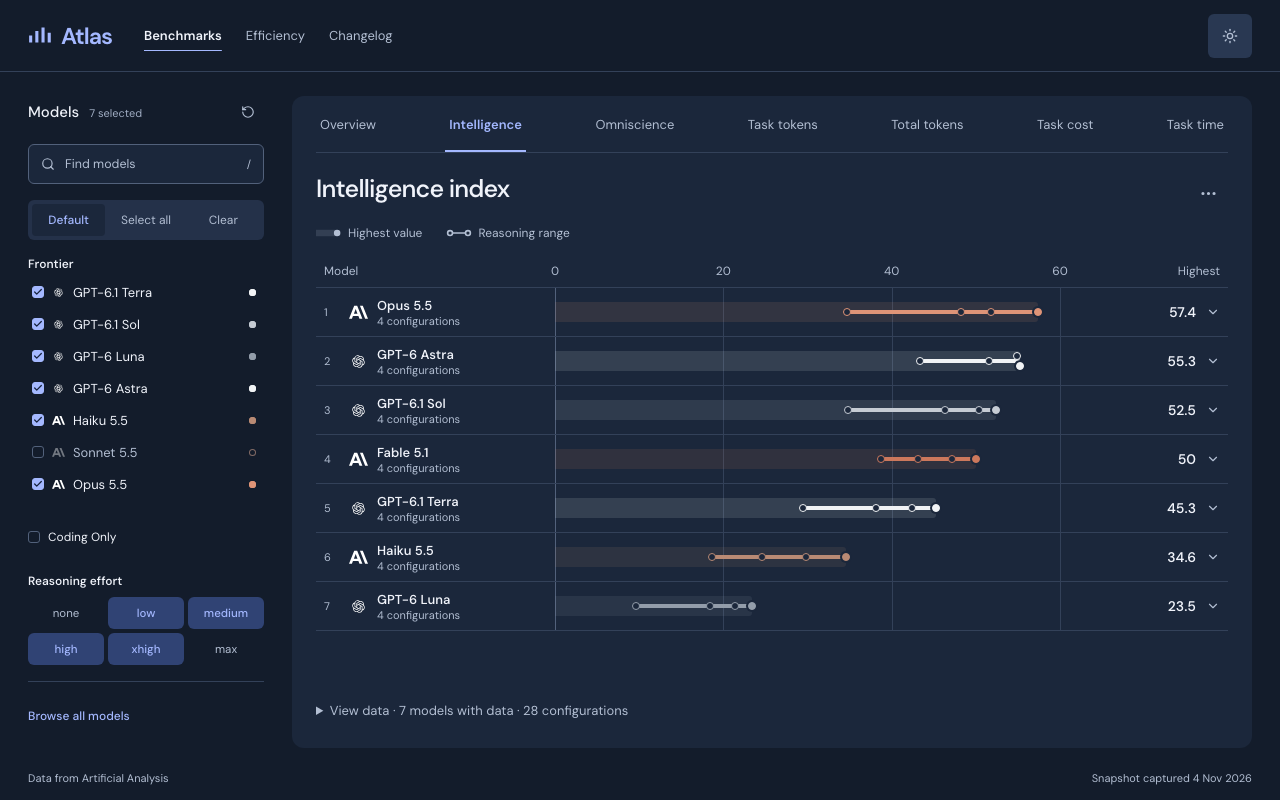 Atlas
Benchmarks Efficiency Changelog
Models 7 selected
Find models /
Default Select all Clear
Frontier
GPT-6.1 Terra
GPT-6.1 Sol
GPT-6 Luna
GPT-6 Astra
Haiku 5.5
Sonnet 5.5
Opus 5.5
Coding Only
Reasoning effort
none low medium
high xhigh max
Browse all models
Overview Intelligence Omniscience Task tokens Total tokens Task cost Task time
Intelligence index
Highest value Reasoning range
Model 0 20 40 60 Highest
1 Opus 5.5 57.4
4 configurations
2 GPT-6 Astra 55.3
4 configurations
3 GPT-6.1 Sol 52.5
4 configurations
4 Fable 5.1 50
4 configurations
5 GPT-6.1 Terra 45.3
4 configurations
6 Haiku 5.5 34.6
4 configurations
7 GPT-6 Luna 23.5
4 configurations
View data · 7 models with data · 28 configurations
Data from Artificial Analysis
Snapshot captured 4 Nov 2026